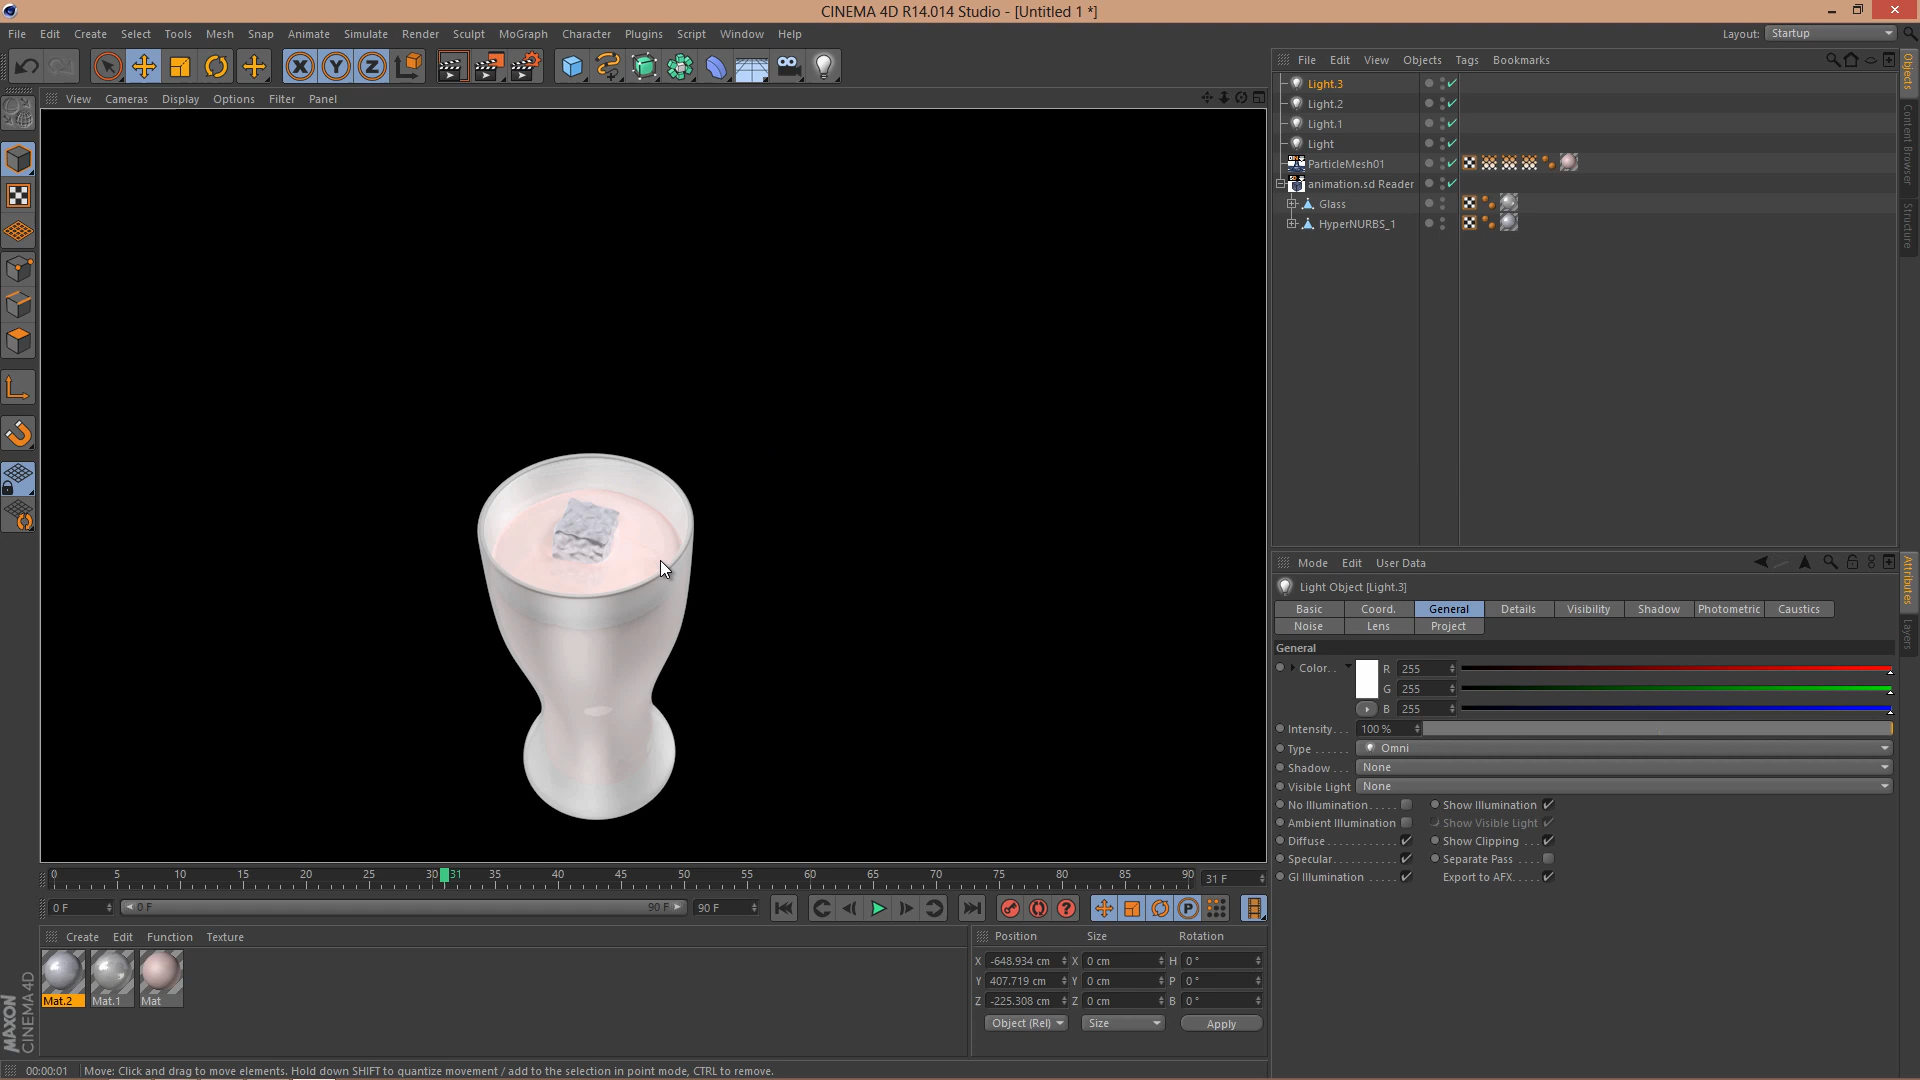 CINEMA 4D R14.014 Studio - [Untitled 1 *]
File Edit Create Select Tools Mesh Snap Animate Simulate Render Sculpt MoGraph Character Plugins Script Window Help
Layout: Startup
View Cameras Display Options Filter Panel
File Edit View Objects Tags Bookmarks
Light.3
Light.2
Light.1
Light
ParticleMesh01
animation.sd Reader
Glass
HyperNURBS_1
Objects
Content Browser
Structure
Mode Edit User Data
Light Object [Light.3]
Basic Coord. General Details Visibility Shadow Photometric Caustics
Noise Lens Project
General
Color. . R 255
G 255
B 255
Intensity. . . 100 %
Type . . . . . . Omni
Shadow . . . None
Visible Light None
No Illumination. . . . . Show Illumination
Ambient Illumination Show Visible Light
Diffuse. . . . . . . . . . . . Show Clipping . . .
Specular. . . . . . . . . . . Separate Pass . . . .
GI Illumination . . . . . Export to AFX. . . .
Attributes
Layers
0 5 10 15 20 25 30 31 35 40 45 50 55 60 65 70 75 80 85 90 31 F
0 F 0 F 90 F 90 F
Create Edit Function Texture
Mat.2 Mat.1 Mat
Position Size Rotation
X -648.934 cm X 0 cm H 0 °
Y 407.719 cm Y 0 cm P 0 °
Z -225.308 cm Z 0 cm B 0 °
Object (Rel) Size Apply
MAXON
CINEMA 4D
00:00:01 Move: Click and drag to move elements. Hold down SHIFT to quantize movement / add to the selection in point mode, CTRL to remove.